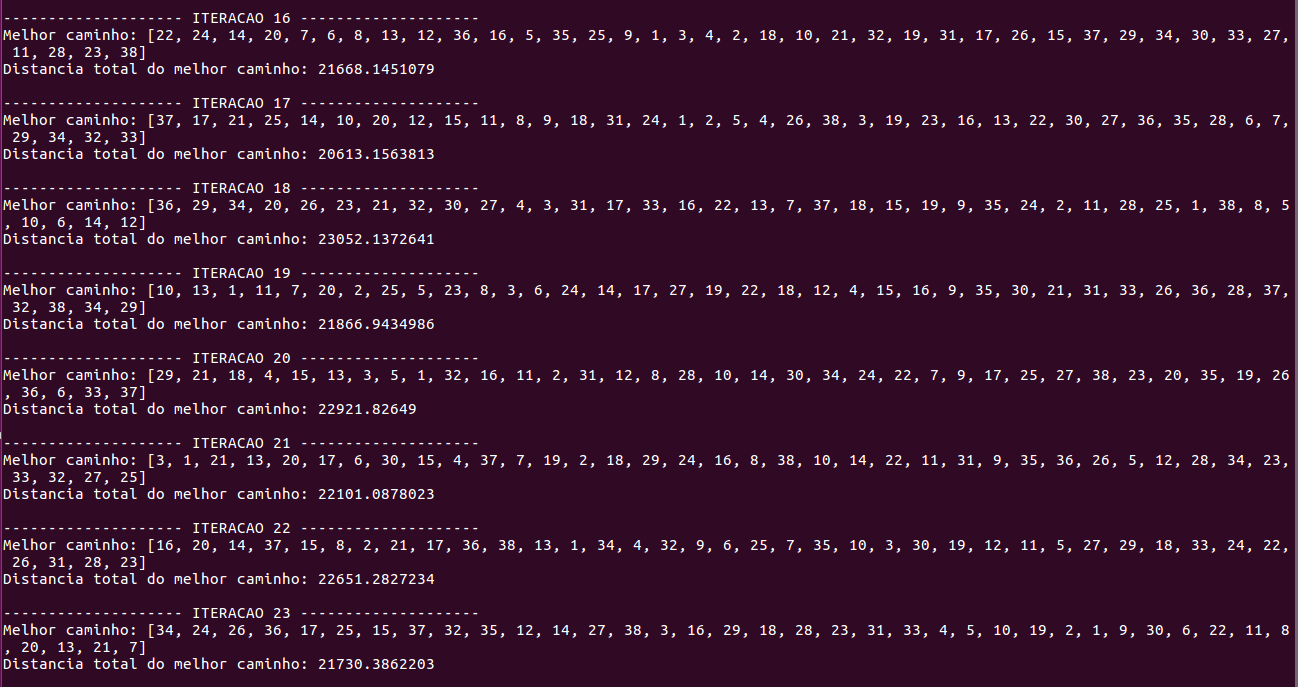 -------------------- ITERACAO 16 --------------------
Melhor caminho: [22, 24, 14, 20, 7, 6, 8, 13, 12, 36, 16, 5, 35, 25, 9, 1, 3, 4, 2, 18, 10, 21, 32, 19, 31, 17, 26, 15, 37, 29, 34, 30, 33, 27,
 11, 28, 23, 38]
Distancia total do melhor caminho: 21668.1451079
-------------------- ITERACAO 17 --------------------
Melhor caminho: [37, 17, 21, 25, 14, 10, 20, 12, 15, 11, 8, 9, 18, 31, 24, 1, 2, 5, 4, 26, 38, 3, 19, 23, 16, 13, 22, 30, 27, 36, 35, 28, 6, 7,
 29, 34, 32, 33]
Distancia total do melhor caminho: 20613.1563813
-------------------- ITERACAO 18 --------------------
Melhor caminho: [36, 29, 34, 20, 26, 23, 21, 32, 30, 27, 4, 3, 31, 17, 33, 16, 22, 13, 7, 37, 18, 15, 19, 9, 35, 24, 2, 11, 28, 25, 1, 38, 8, 5
, 10, 6, 14, 12]
Distancia total do melhor caminho: 23052.1372641
-------------------- ITERACAO 19 --------------------
Melhor caminho: [10, 13, 1, 11, 7, 20, 2, 25, 5, 23, 8, 3, 6, 24, 14, 17, 27, 19, 22, 18, 12, 4, 15, 16, 9, 35, 30, 21, 31, 33, 26, 36, 28, 37,
 32, 38, 34, 29]
Distancia total do melhor caminho: 21866.9434986
-------------------- ITERACAO 20 --------------------
Melhor caminho: [29, 21, 18, 4, 15, 13, 3, 5, 1, 32, 16, 11, 2, 31, 12, 8, 28, 10, 14, 30, 34, 24, 22, 7, 9, 17, 25, 27, 38, 23, 20, 35, 19, 26
, 36, 6, 33, 37]
Distancia total do melhor caminho: 22921.82649
-------------------- ITERACAO 21 --------------------
Melhor caminho: [3, 1, 21, 13, 20, 17, 6, 30, 15, 4, 37, 7, 19, 2, 18, 29, 24, 16, 8, 38, 10, 14, 22, 11, 31, 9, 35, 36, 26, 5, 12, 28, 34, 23,
 33, 32, 27, 25]
Distancia total do melhor caminho: 22101.0878023
-------------------- ITERACAO 22 --------------------
Melhor caminho: [16, 20, 14, 37, 15, 8, 2, 21, 17, 36, 38, 13, 1, 34, 4, 32, 9, 6, 25, 7, 35, 10, 3, 30, 19, 12, 11, 5, 27, 29, 18, 33, 24, 22,
 26, 31, 28, 23]
Distancia total do melhor caminho: 22651.2827234
-------------------- ITERACAO 23 --------------------
Melhor caminho: [34, 24, 26, 36, 17, 25, 15, 37, 32, 35, 12, 14, 27, 38, 3, 16, 29, 18, 28, 23, 31, 33, 4, 5, 10, 19, 2, 1, 9, 30, 6, 22, 11, 8
, 20, 13, 21, 7]
Distancia total do melhor caminho: 21730.3862203